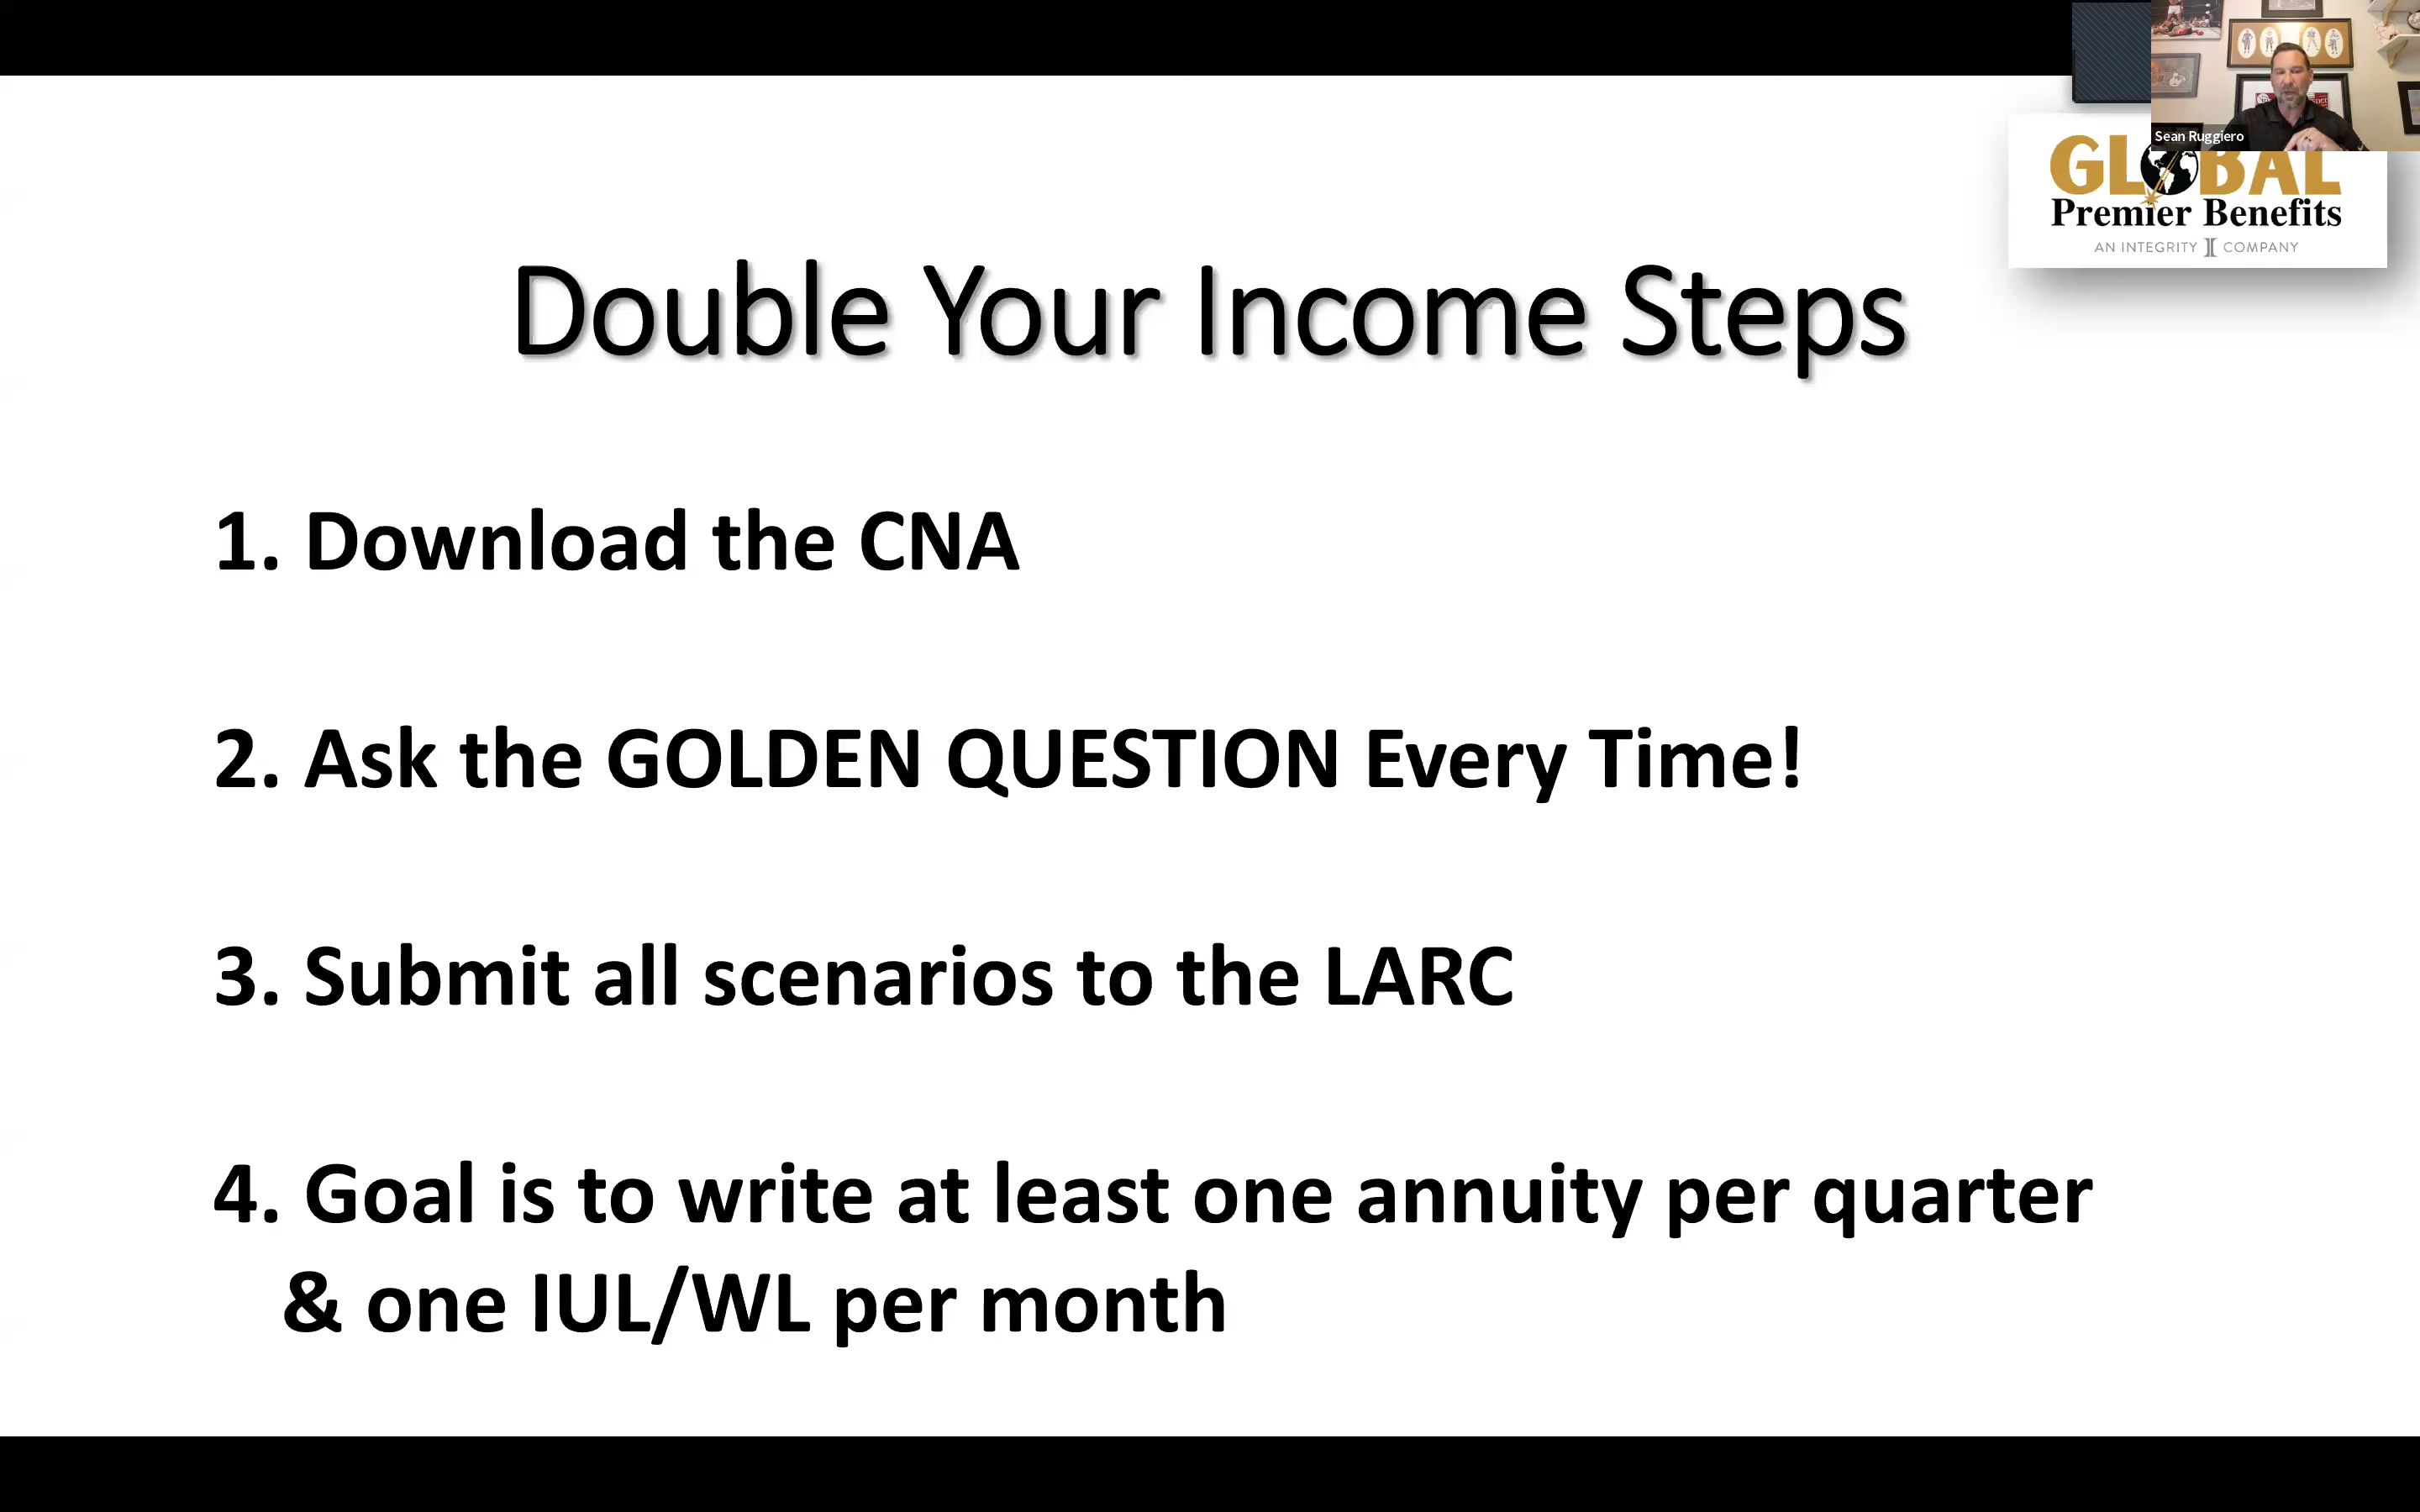 Sean Ruggiero
GLOBAL
Premier Benefits
AN INTEGRITY COMPANY
Double Your Income Steps
1. Download the CNA
2. Ask the GOLDEN QUESTION Every Time!
3. Submit all scenarios to the LARC
4. Goal is to write at least one annuity per quarter
& one IUL/WL per month